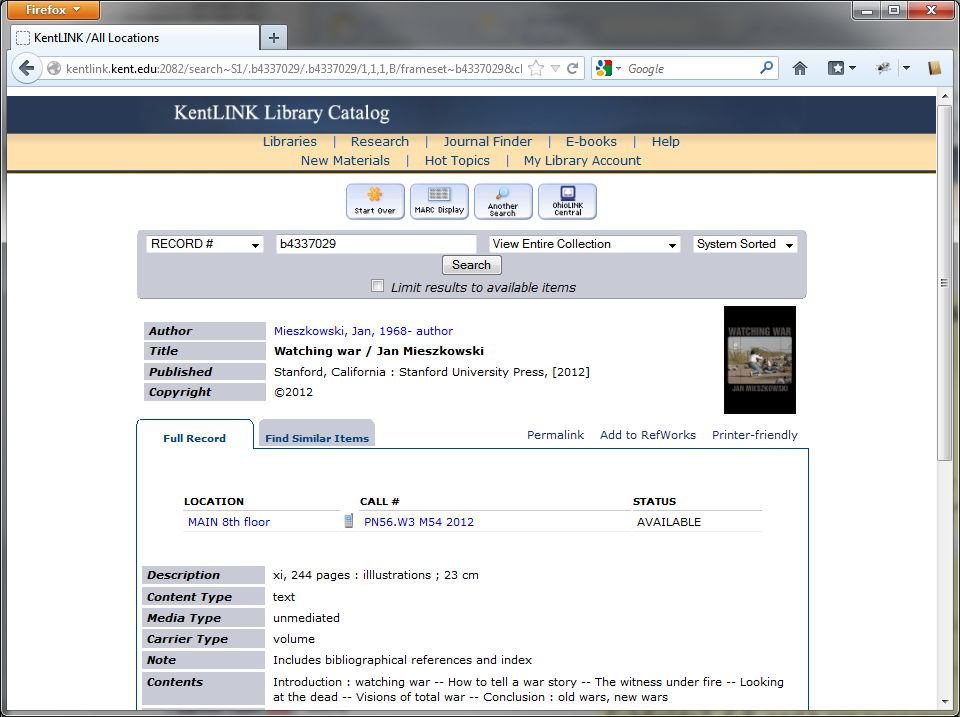 Firefox
KentLINK /All Locations
kentlink.kent.edu:2082/search~S1/.b4337029/.b4337029/1,1,1,B/frameset~b4337029&cl
Google
KentLINK Library Catalog
Libraries | Research | Journal Finder | E-books | Help
New Materials | Hot Topics | My Library Account
Start Over
MARC Display
Another Search
OhioLINK Central
RECORD # b4337029 View Entire Collection System Sorted
Search
Limit results to available items
Author Mieszkowski, Jan, 1968- author
Title Watching war / Jan Mieszkowski
Published Stanford, California : Stanford University Press, [2012]
Copyright ©2012
WATCHING WAR
JAN MIESZKOWSKI
Full Record Find Similar Items Permalink Add to RefWorks Printer-friendly
LOCATION CALL # STATUS
MAIN 8th floor PN56.W3 M54 2012 AVAILABLE
Description xi, 244 pages : illlustrations ; 23 cm
Content Type text
Media Type unmediated
Carrier Type volume
Note Includes bibliographical references and index
Contents Introduction : watching war -- How to tell a war story -- The witness under fire -- Looking
at the dead -- Visions of total war -- Conclusion : old wars, new wars